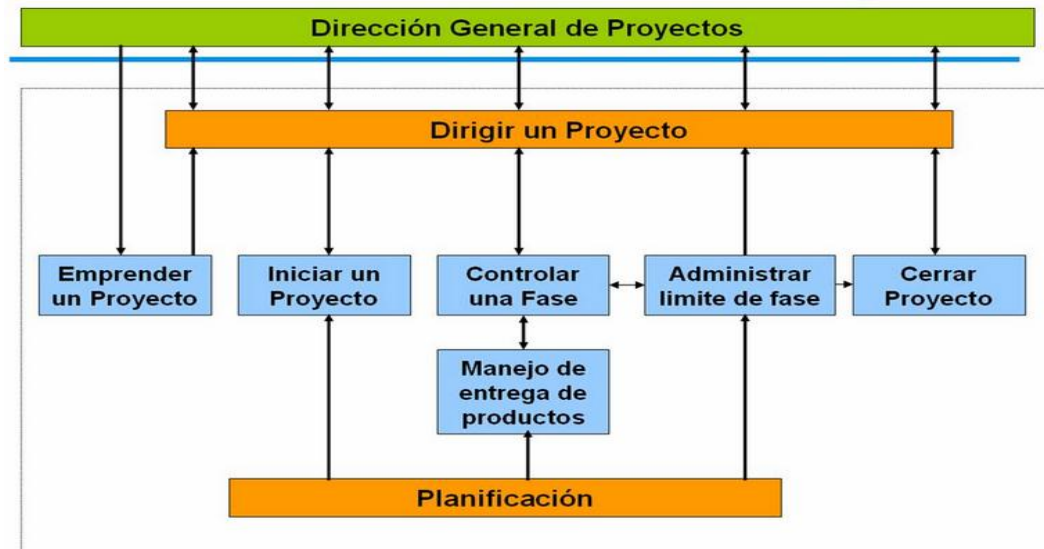 Dirección General de Proyectos
Dirigir un Proyecto
Emprender
un Proyecto
Iniciar un
Proyecto
Controlar
una Fase
Administrar
limite de fase
Cerrar
Proyecto
Manejo de
entrega de
productos
Planificación